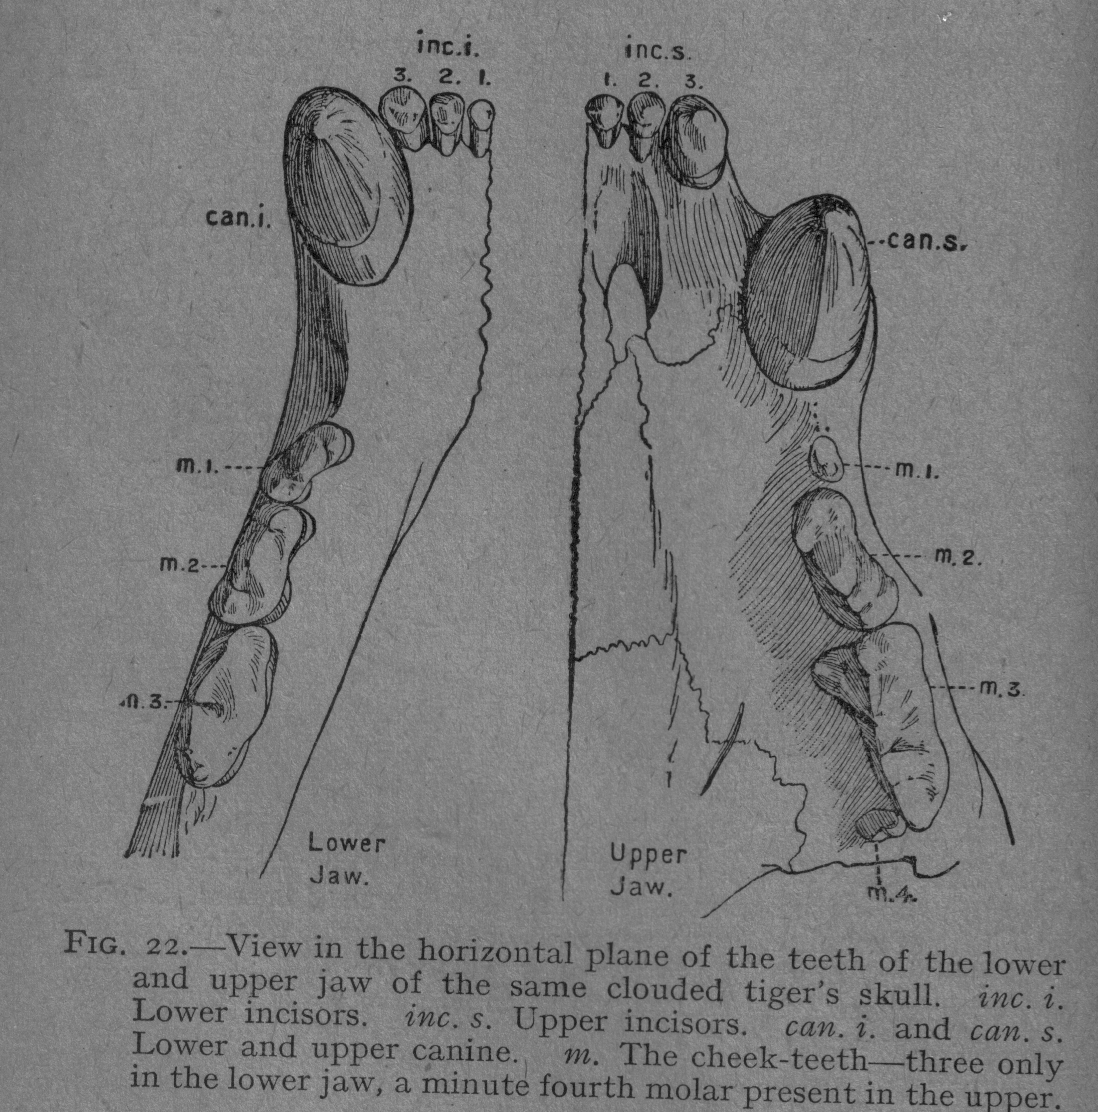 inc.i.
3. 2. 1.
inc.s.
1. 2. 3.
can.i.
can.s.
m.1.
m.1.
m.2
m.2.
n.3.
m.3.
Lower
Jaw.
Upper
Jaw.
m.4.
FIG. 22.—View in the horizontal plane of the teeth of the lower
and upper jaw of the same clouded tiger's skull. inc. i.
Lower incisors. inc. s. Upper incisors. can. i. and can. s.
Lower and upper canine. m. The cheek-teeth—three only
in the lower jaw, a minute fourth molar present in the upper.